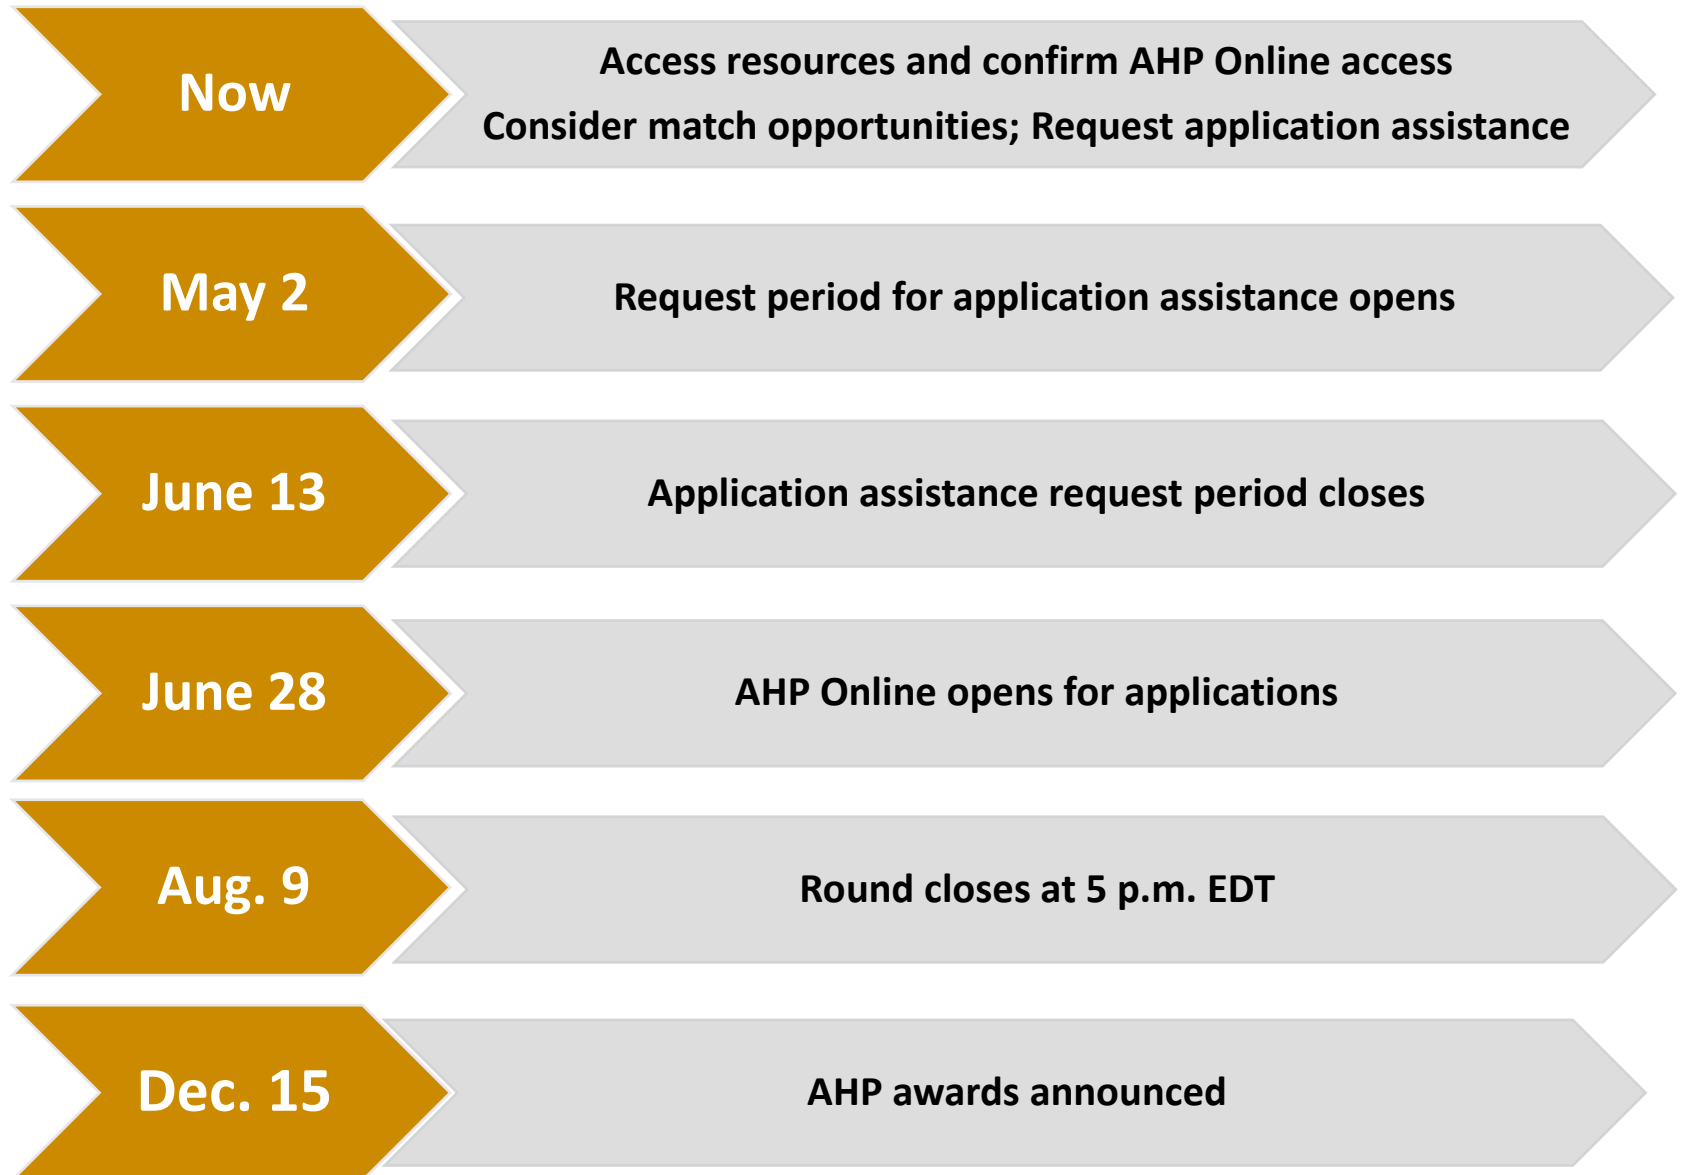 Now
Access resources and confirm AHP Online access
Consider match opportunities; Request application assistance
May 2
Request period for application assistance opens
June 13
Application assistance request period closes
June 28
AHP Online opens for applications
Aug. 9
Round closes at 5 p.m. EDT
Dec. 15
AHP awards announced